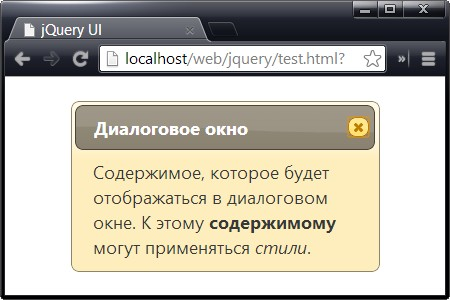 jQuery UI
localhost/web/jquery/test.html?
Диалоговое окно
Содержимое, которое будет
отображаться в диалоговом
окне. К этому содержимому
могут применяться стили.